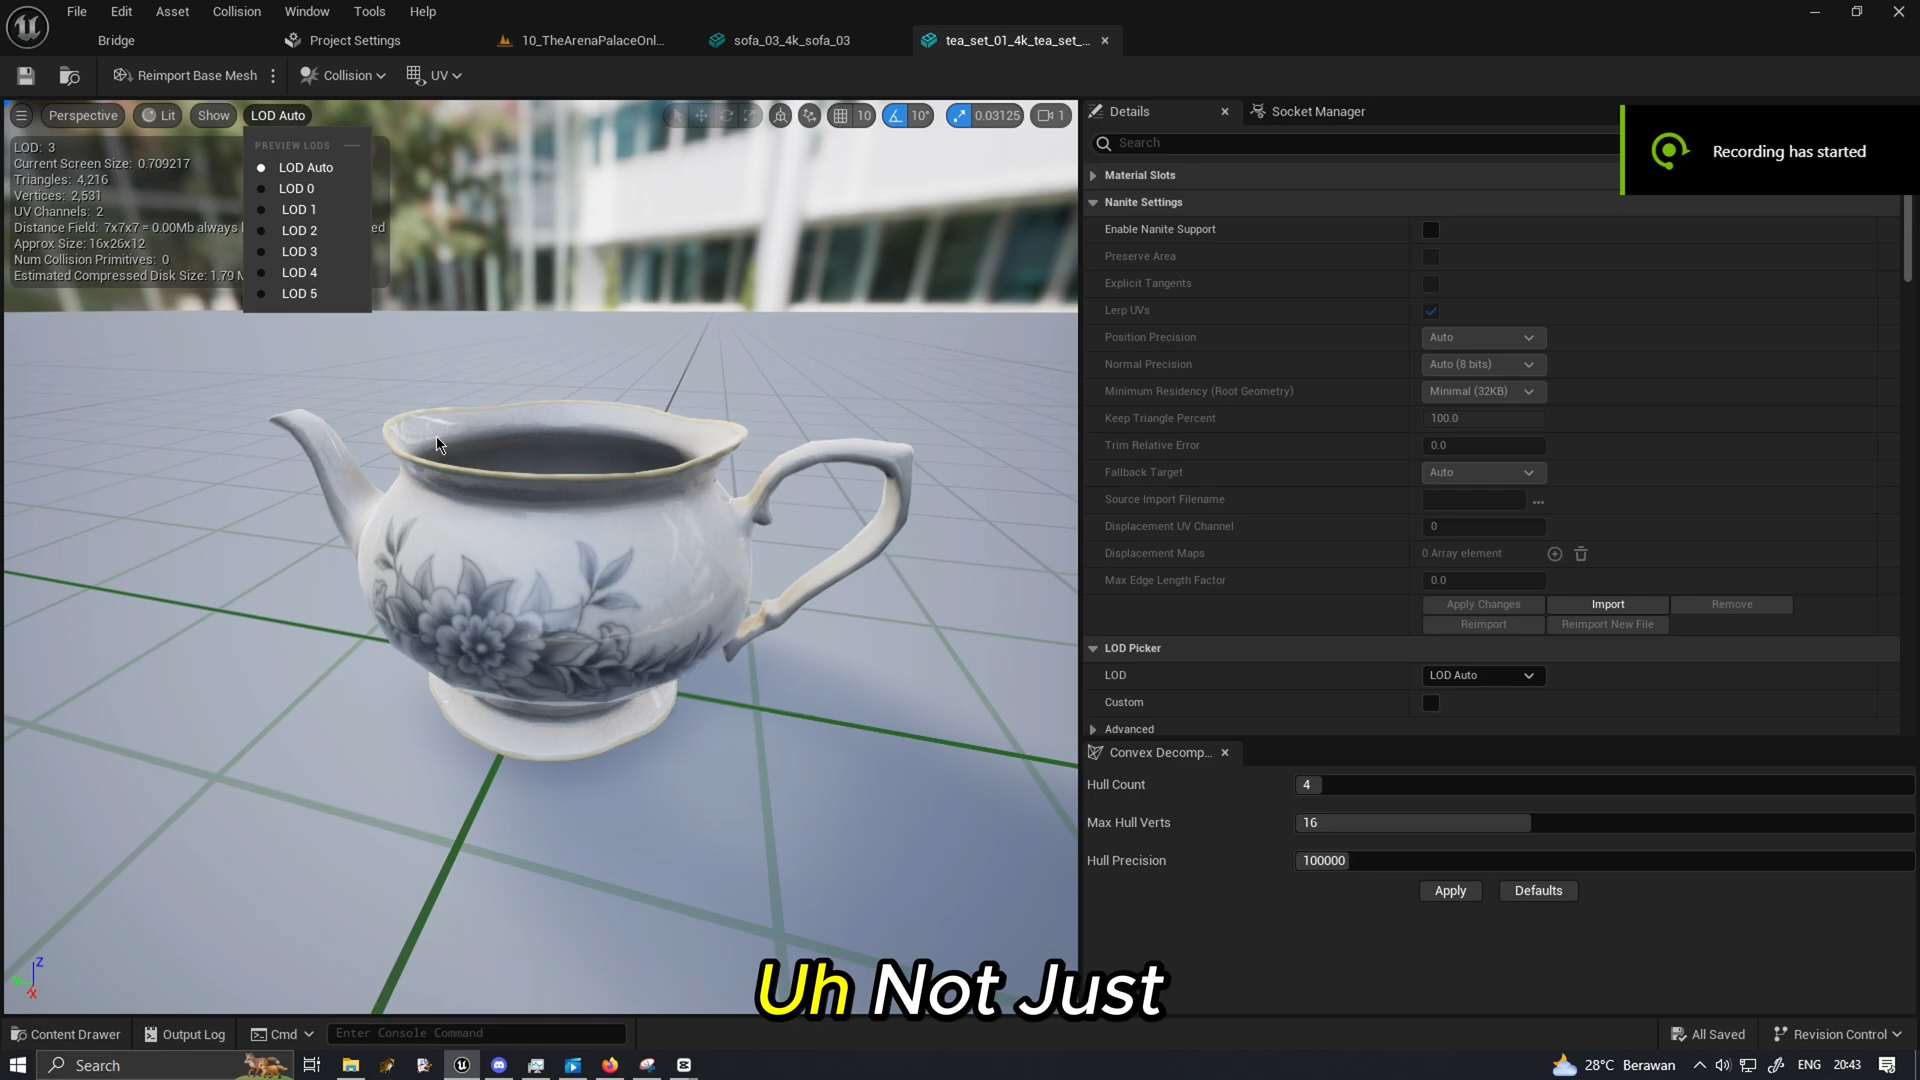 File Edit Asset Collision Window Tools Help
Bridge Project Settings 10_TheArenaPalaceOnl... sofa_03_4k_sofa_03 tea_set_01_4k_tea_set_...
Reimport Base Mesh Collision UV
Perspective Lit Show LOD Auto 10 10° 0.03125 1
LOD: 3
Current Screen Size: 0.709217
Triangles: 4,216
Vertices: 2,531
UV Channels: 2
Distance Field: 7x7x7 = 0.00Mb always
Approx Size: 16x26x12
Num Collision Primitives: 0
Estimated Compressed Disk Size: 1.79 M
PREVIEW LODS
LOD Auto
LOD 0
LOD 1
LOD 2
LOD 3
LOD 4
LOD 5
Details Socket Manager
Search
Recording has started
Material Slots
Nanite Settings
Enable Nanite Support
Preserve Area
Explicit Tangents
Lerp UVs
Position Precision Auto
Normal Precision Auto (8 bits)
Minimum Residency (Root Geometry) Minimal (32KB)
Keep Triangle Percent 100.0
Trim Relative Error 0.0
Fallback Target Auto
Source Import Filename
Displacement UV Channel 0
Displacement Maps 0 Array element
Max Edge Length Factor 0.0
Apply Changes Import Remove
Reimport Reimport New File
LOD Picker
LOD LOD Auto
Custom
Advanced
Convex Decomp...
Hull Count 4
Max Hull Verts 16
Hull Precision 100000
Apply Defaults
Z
X
Uh Not Just
Content Drawer Output Log Cmd Enter Console Command All Saved Revision Control
Search 28°C Berawan ENG 20:43